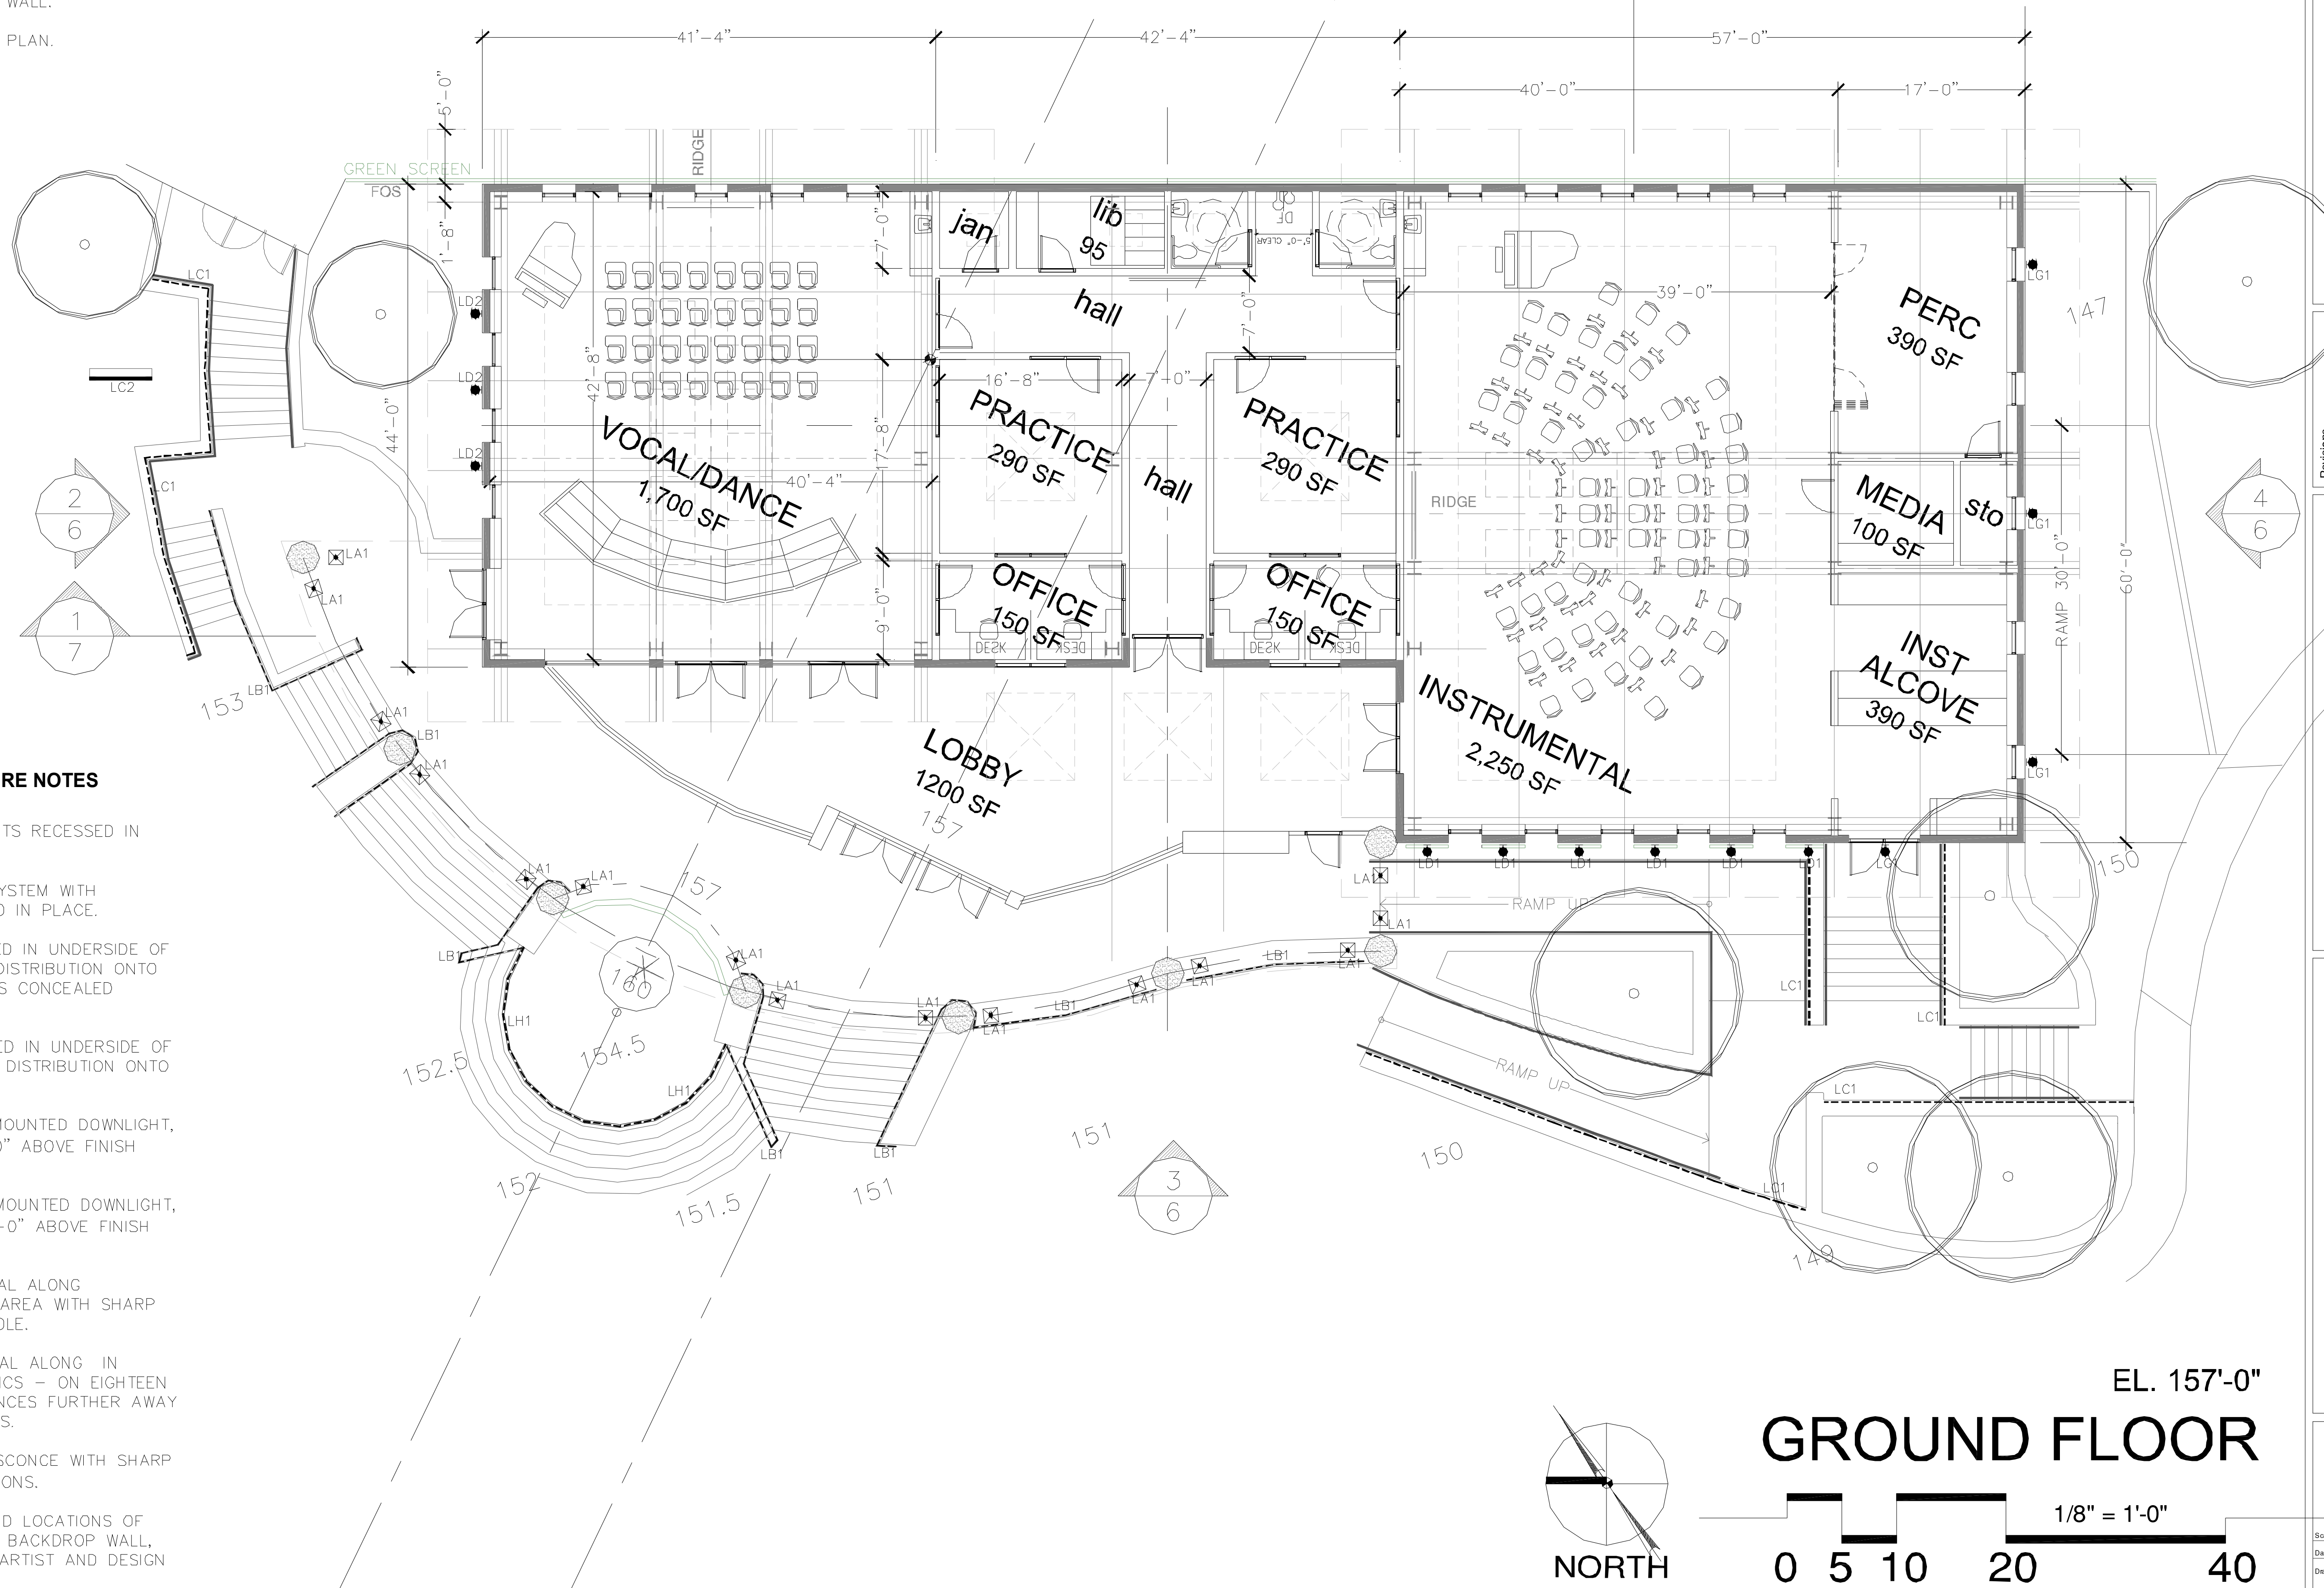 WALL.
PLAN.
41'-4"
42'-4"
57'-0"
40'-0"
17'-0"
5'-0"
RIDGE
GREEN SCREEN
FOS
1'-8"
7'-0"
jan
lib
95
DF
5'-0" CLEAR
LC1
LD2
hall
7'-0"
39'-0"
PERC
390 SF
LG1
147
LC2
42'-8"
44'-0"
LD2
16'-8"
7'-0"
PRACTICE
290 SF
PRACTICE
290 SF
VOCAL/DANCE
1,700 SF
40'-4"
17'-8"
hall
RIDGE
MEDIA
100 SF
sto
LG1
LD2
LC1
2
6
4
6
RAMP 30'-0"
60'-0"
Revisions
LA1
LA1
1
7
OFFICE
150 SF
DESK
DESK
OFFICE
150 SF
DESK
DESK
9'-0"
INST
ALCOVE
390 SF
INSTRUMENTAL
2,250 SF
153
LB1
LA1
LB1
LA1
LOBBY
1200 SF
157
LG1
RE NOTES
TS RECESSED IN
YSTEM WITH
D IN PLACE.
ED IN UNDERSIDE OF
DISTRIBUTION ONTO
S CONCEALED
ED IN UNDERSIDE OF
DISTRIBUTION ONTO
MOUNTED DOWNLIGHT,
0" ABOVE FINISH
MOUNTED DOWNLIGHT,
-0" ABOVE FINISH
AL ALONG
AREA WITH SHARP
OLE.
AL ALONG IN
ICS – ON EIGHTEEN
NCES FURTHER AWAY
S.
SCONCE WITH SHARP
ONS.
D LOCATIONS OF
BACKDROP WALL,
ARTIST AND DESIGN
LD1
LD1
LD1
LD1
LD1
LD1
150
LA1
LA1
157
LA1
LA1
RAMP UP
LB1
LA1
160
LA1
LA1
LA1
LB1
LA1
LA1
LB1
LA1
LC1
LC1
LH1
154.5
152.5
LH1
RAMP UP
LC1
LB1
LB1
151
150
152
151.5
151
3
6
LC1
149
EL. 157'-0"
GROUND FLOOR
1/8" = 1'-0"
NORTH
0 5 10 20 40